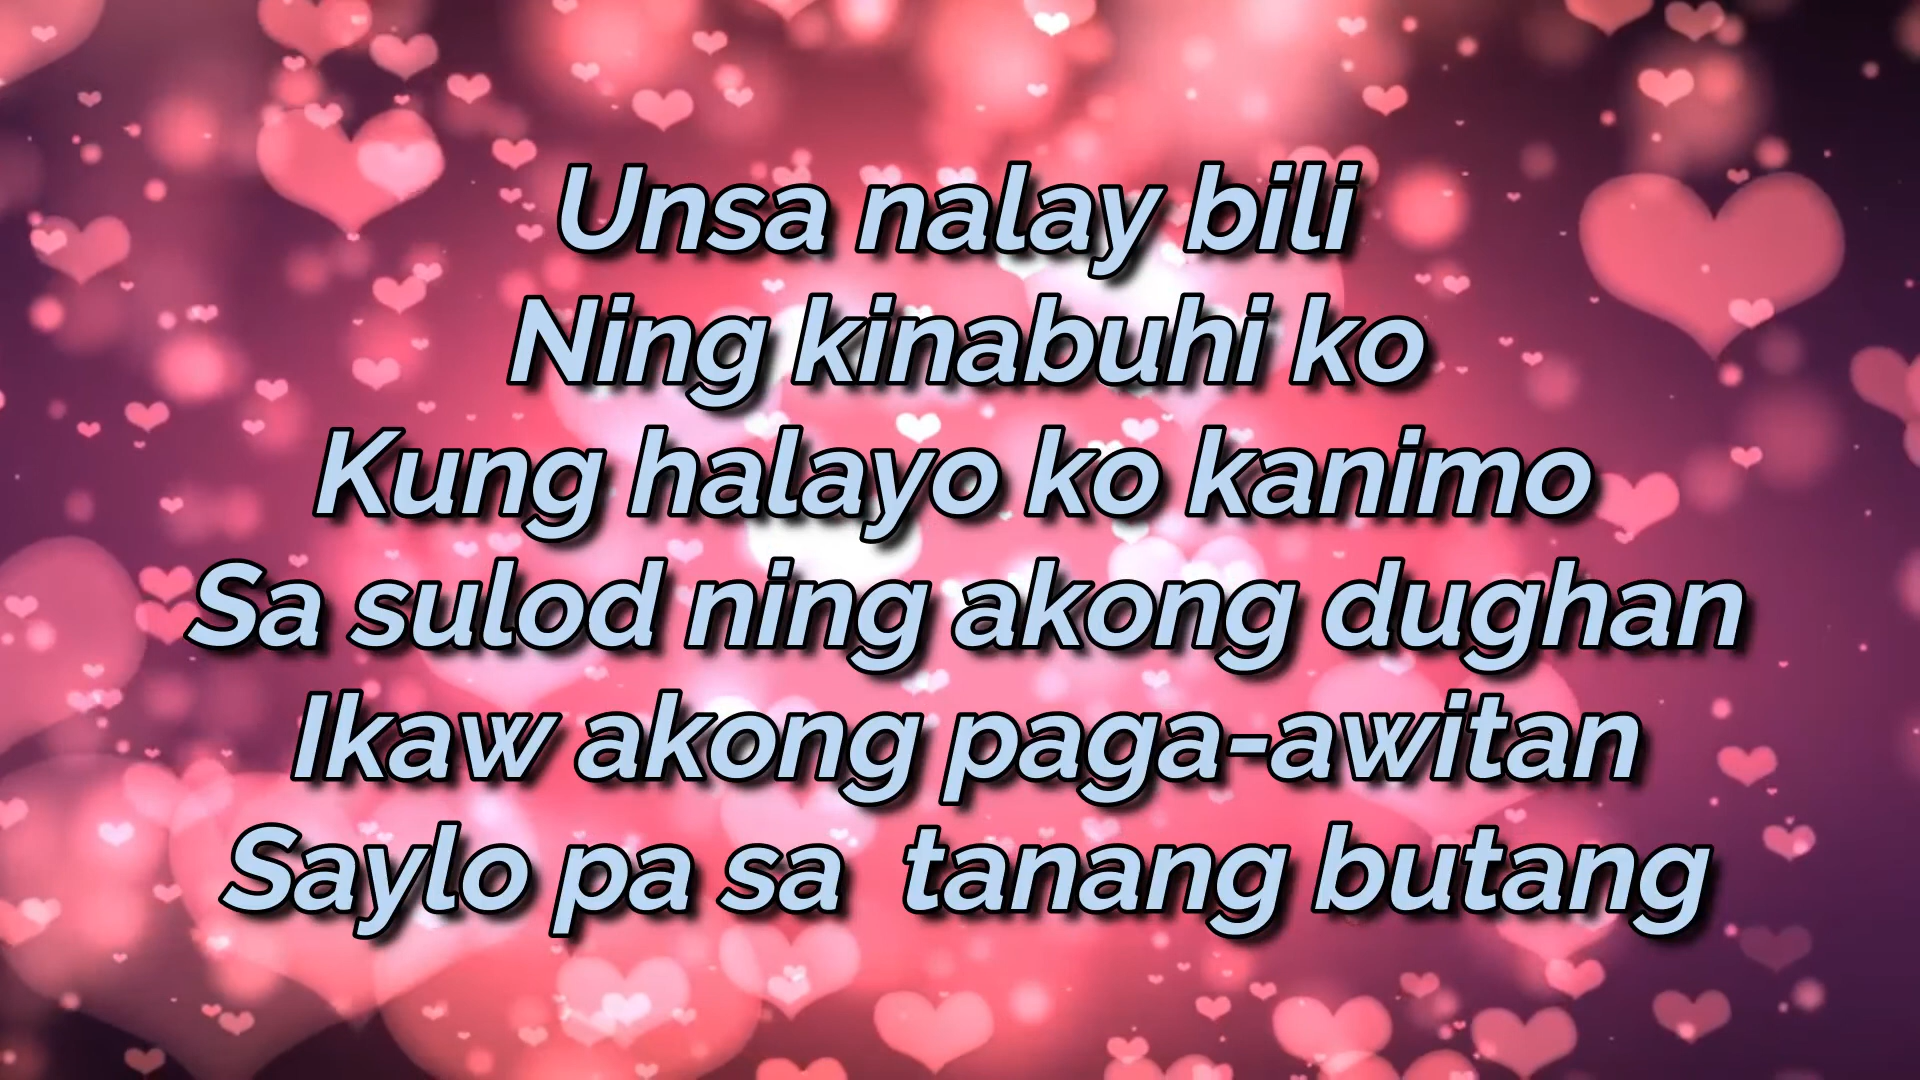 Unsa nalay bili
Ning kinabuhi ko
Kung halayo ko kanimo
Sa sulod ning akong dughan
Ikaw akong paga-awitan
Saylo pa sa  tanang butang